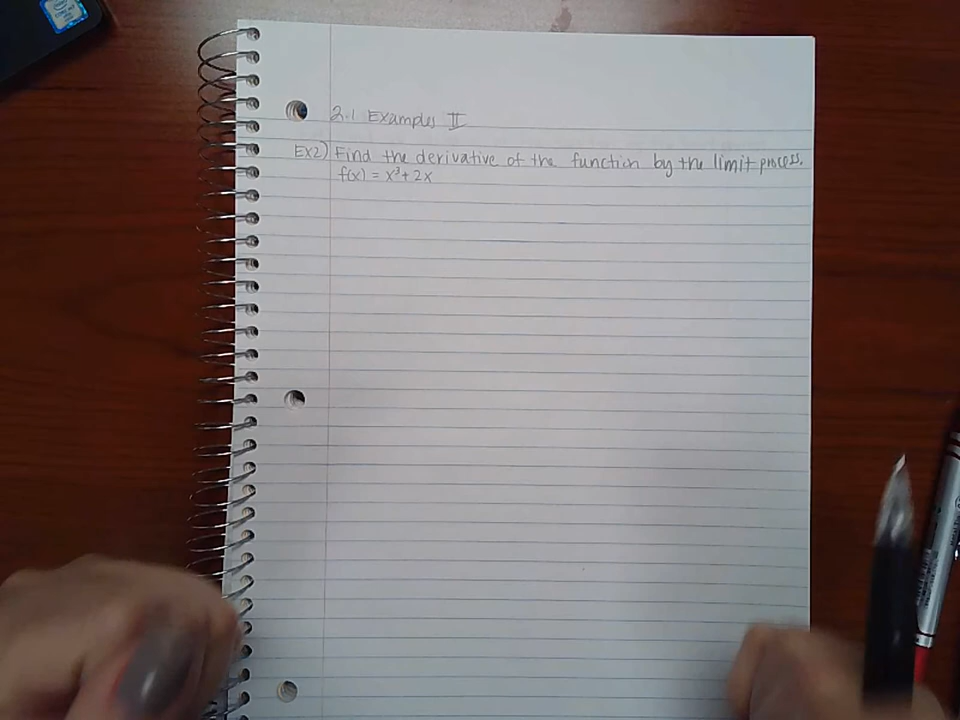 2.1 Examples II
Ex2) Find the derivative of the function by the limit process.
f(x) = x³ + 2x